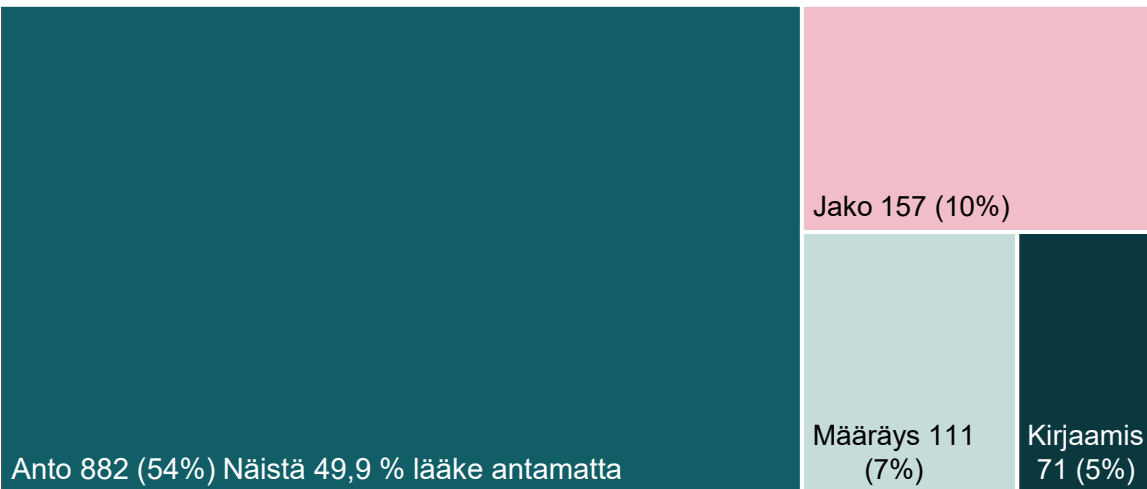 Jako 157 (10%)
Määräys 111
(7%)
Kirjaamis
71 (5%)
Anto 882 (54%) Näistä 49,9 % lääke antamatta